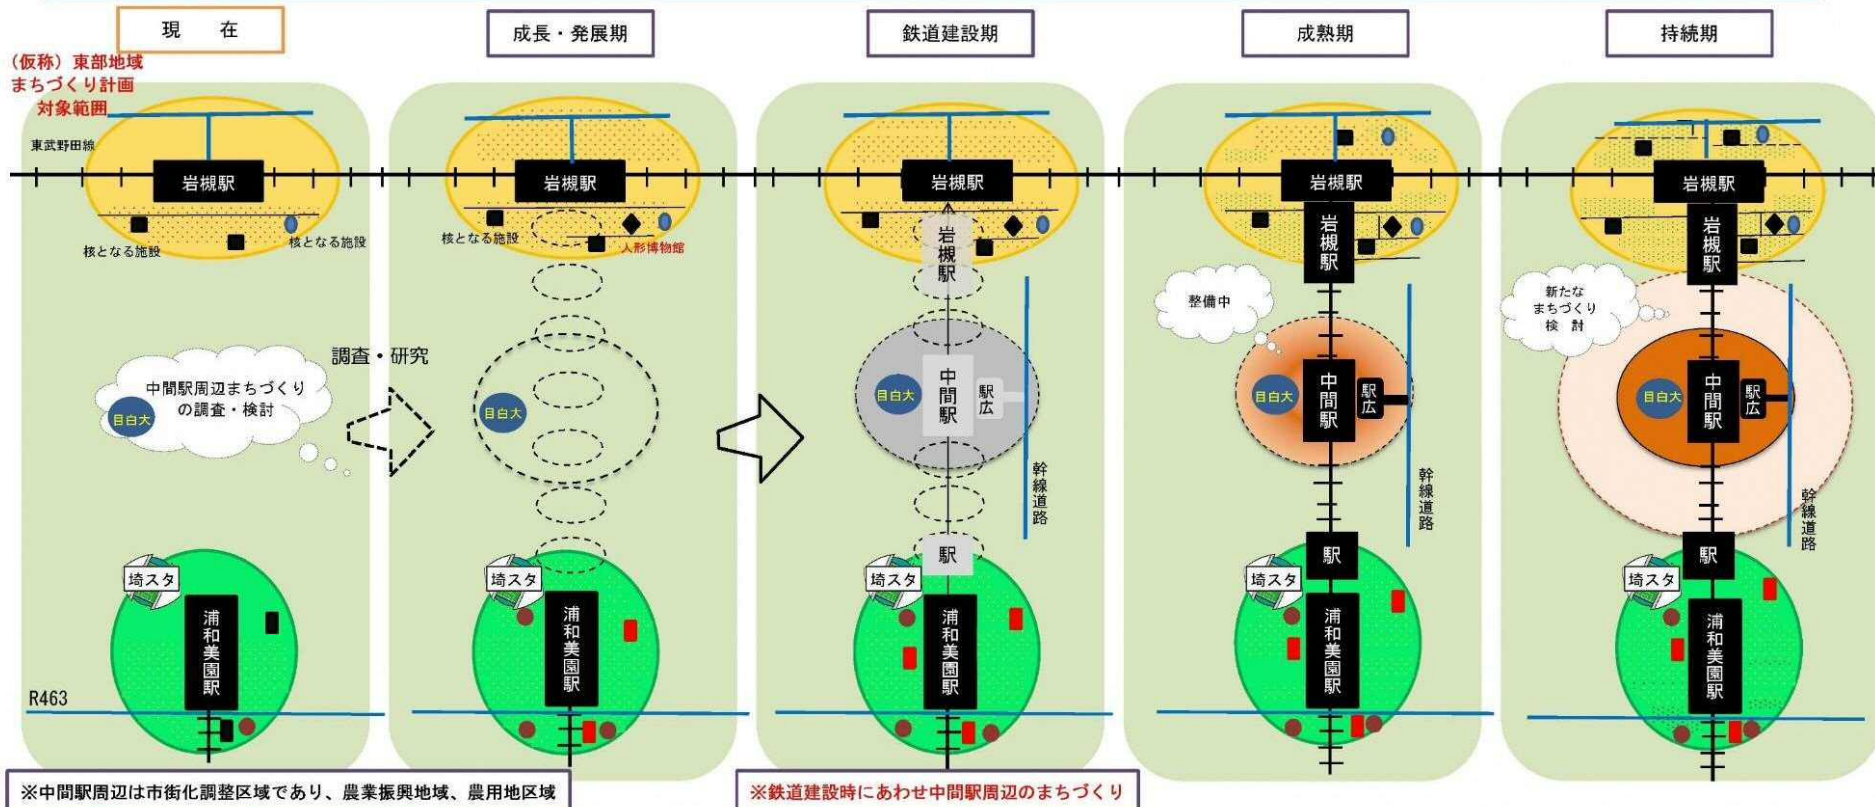 現　　在
成長・発展期
鉄道建設期
成熟期
持続期
(仮称) 東部地域
まちづくり計画
対象範囲
東武野田線
岩槻駅
核となる施設
核となる施設
中間駅周辺まちづくり
の調査・検討
目白大
埼スタ
浦和美園駅
R463
調査・研究
岩槻駅
核となる施設
人形博物館
目白大
埼スタ
浦和美園駅
岩槻駅
岩槻駅
目白大
中間駅
駅広
幹線道路
駅
埼スタ
浦和美園駅
岩槻駅
岩槻駅
整備中
目白大
中間駅
駅広
幹線道路
駅
埼スタ
浦和美園駅
岩槻駅
岩槻駅
新たな
まちづくり
検　討
目白大
中間駅
駅広
幹線道路
駅
埼スタ
浦和美園駅
※中間駅周辺は市街化調整区域であり、農業振興地域、農用地区域
※鉄道建設時にあわせ中間駅周辺のまちづくり